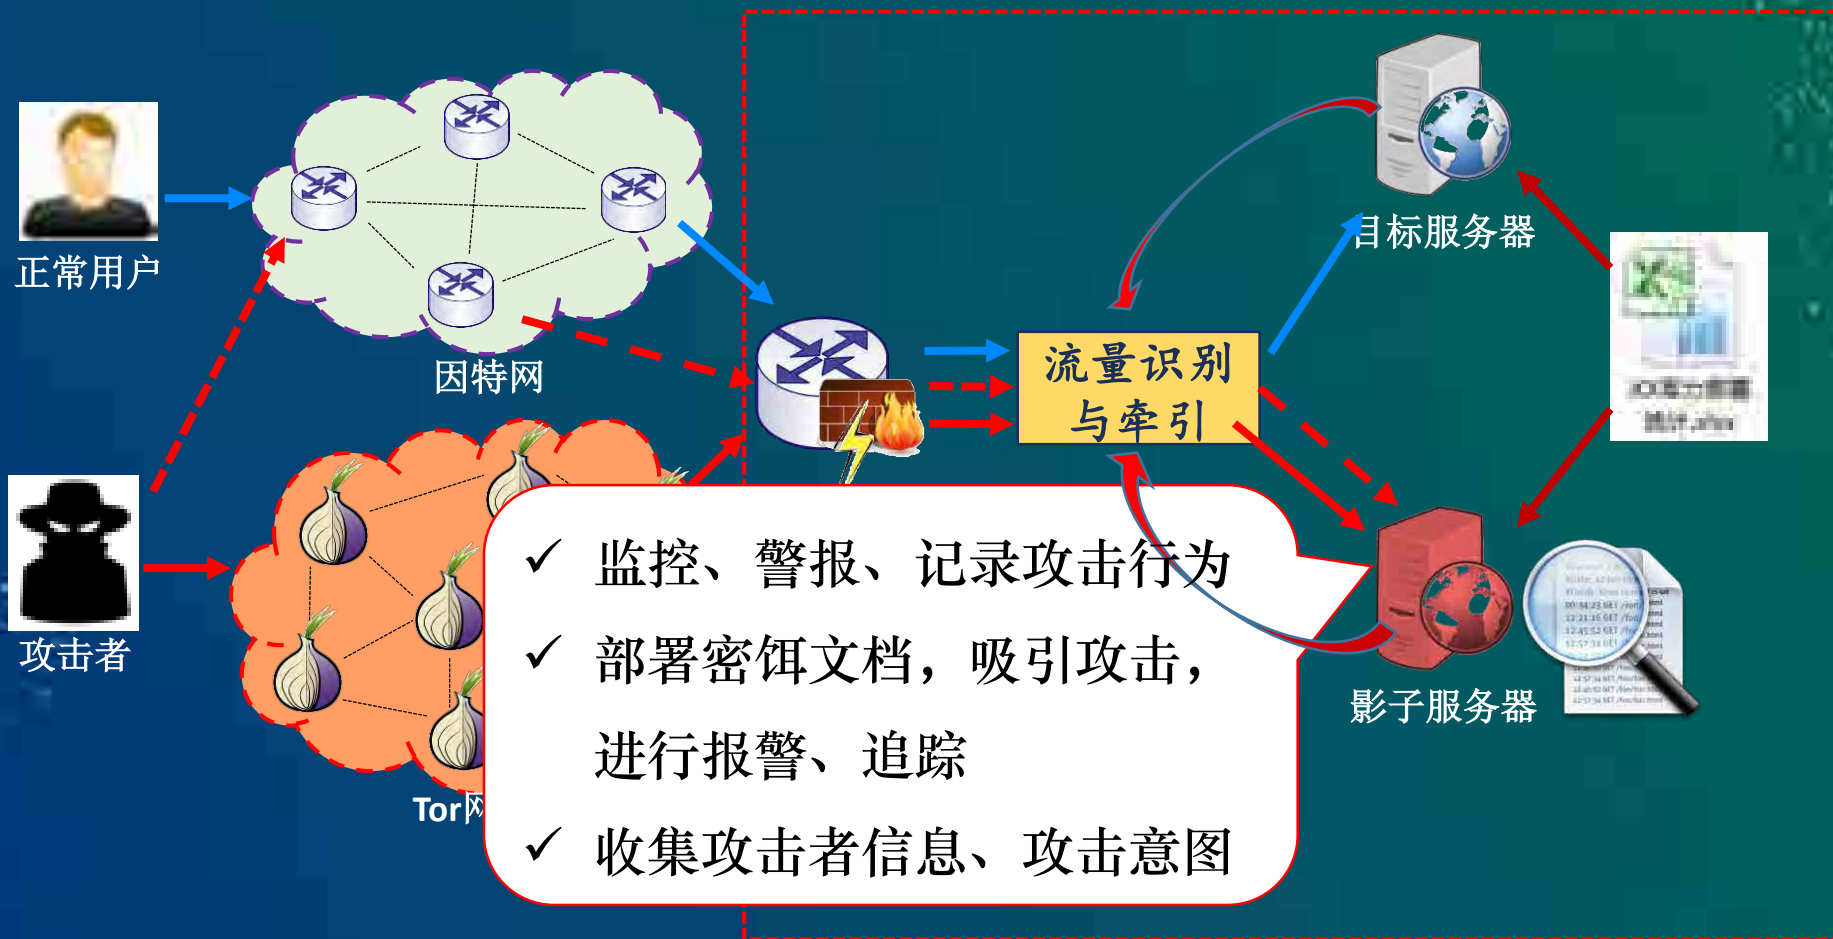 正常用户
因特网
目标服务器
流量识别
与牵引
攻击者
Tor网
影子服务器
✓ 监控、警报、记录攻击行为
✓ 部署密饵文档，吸引攻击，
进行报警、追踪
✓ 收集攻击者信息、攻击意图